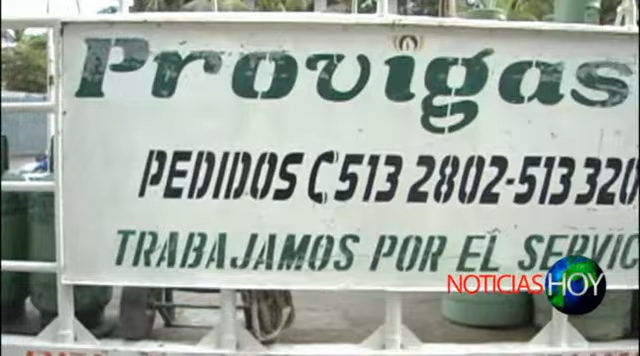 Provigas
PEDIDOS 513 2802-513 320
TRABAJAMOS POR EL SERVIC
NOTICIAS HOY